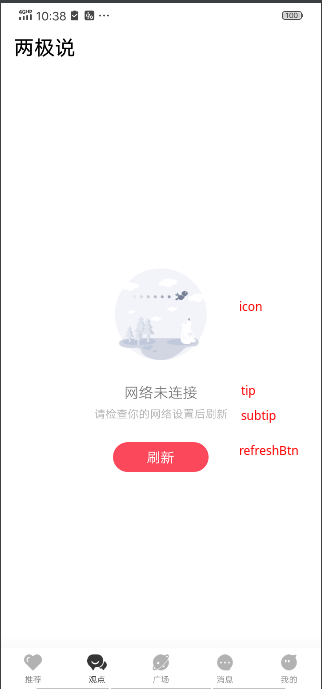 4GHD 10:38 100
两极说
icon
网络未连接 tip
请检查你的网络设置后刷新 subtip
刷新 refreshBtn
推荐 观点 广场 消息 我的